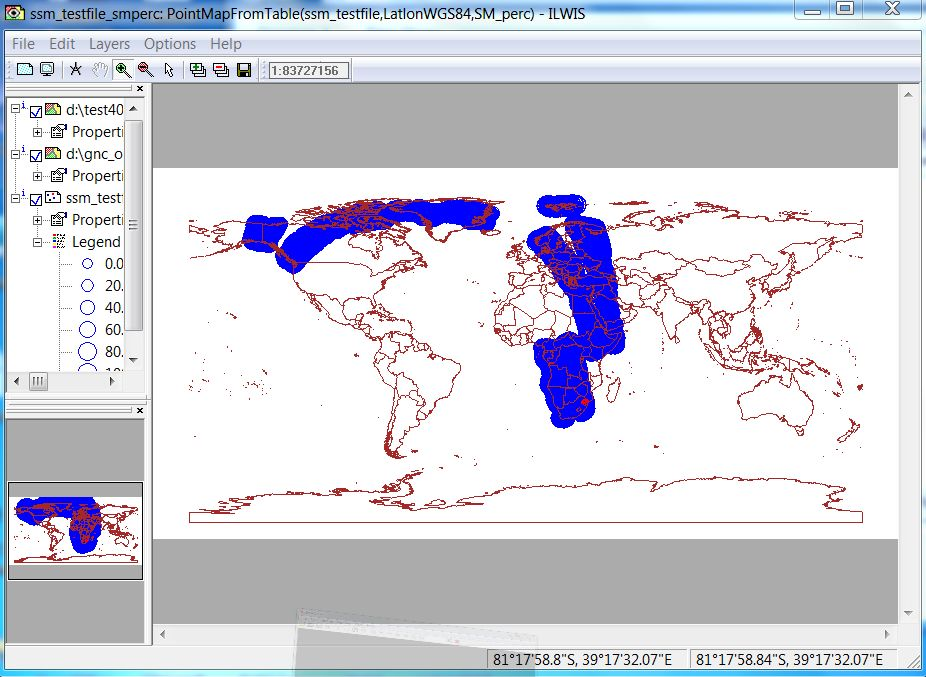 ssm_testfile_smperc: PointMapFromTable(ssm_testfile,LatlonWGS84,SM_perc) - ILWIS
File Edit Layers Options Help
1:83727156
d:\test40
Properti
d:\gnc_o
Properti
ssm_test
Properti
Legend
0.0
20.
40.
60.
80.
81°17'58.8"S, 39°17'32.07"E 81°17'58.84"S, 39°17'32.07"E